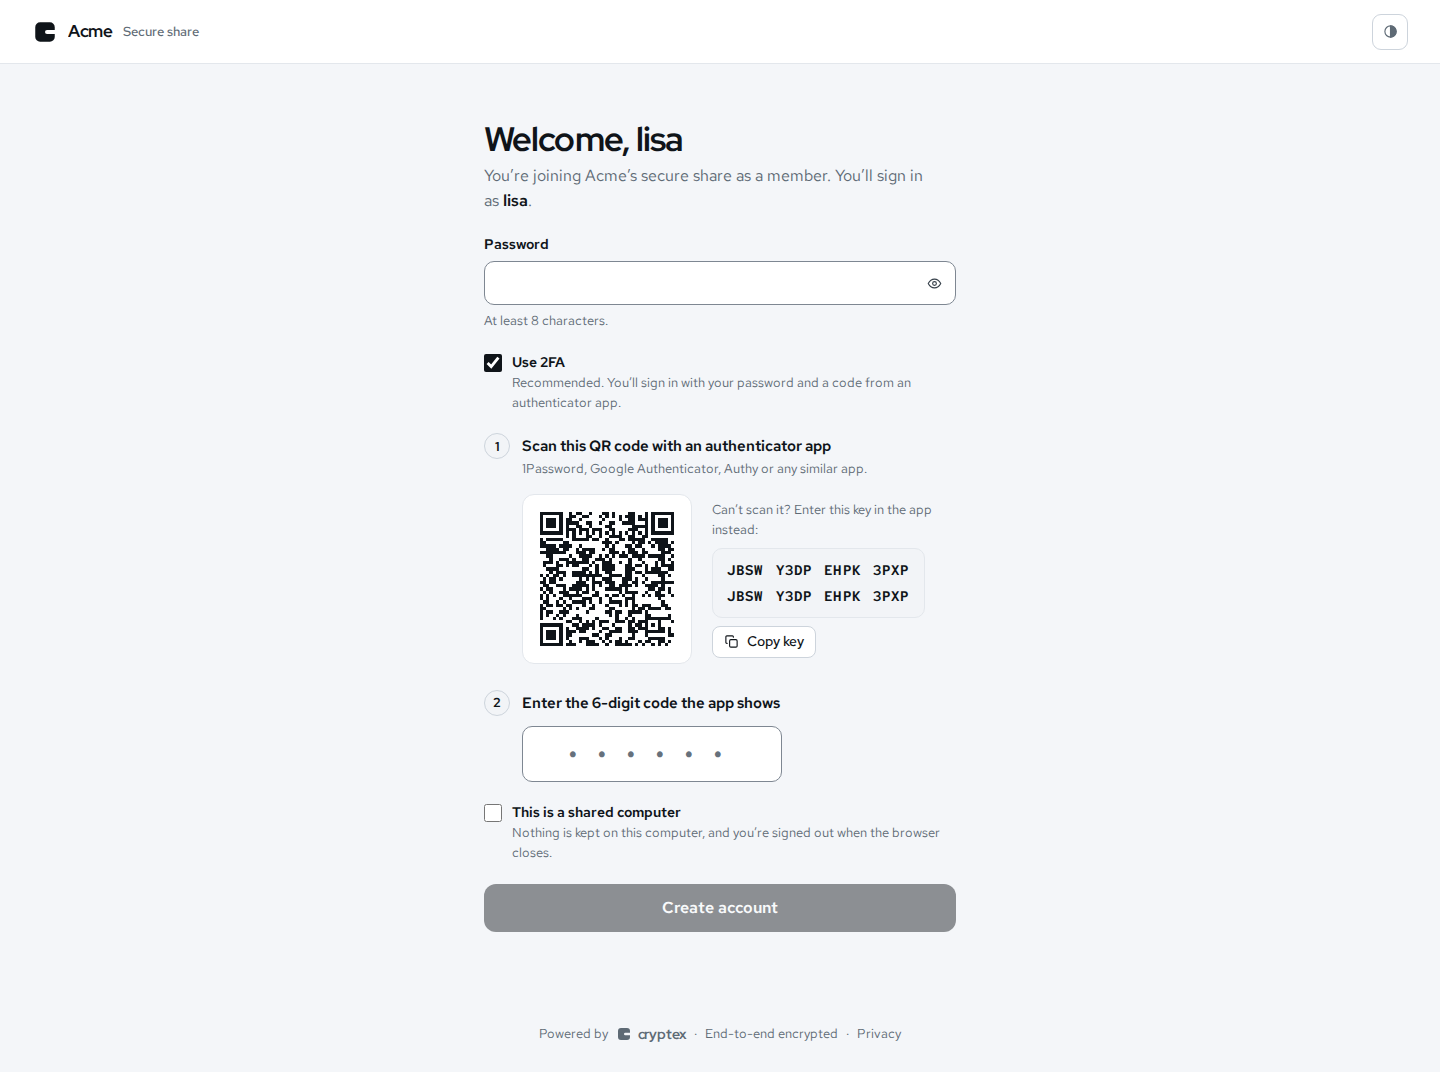 Acme Secure share
Welcome, lisa
You’re joining Acme’s secure share as a member. You’ll sign in
as lisa.
Password
At least 8 characters.
Use 2FA
Recommended. You’ll sign in with your password and a code from an
authenticator app.
1 Scan this QR code with an authenticator app
1Password, Google Authenticator, Authy or any similar app.
Can’t scan it? Enter this key in the app
instead:
JBSW Y3DP EHPK 3PXP
JBSW Y3DP EHPK 3PXP
Copy key
2 Enter the 6-digit code the app shows
• • • • • •
This is a shared computer
Nothing is kept on this computer, and you’re signed out when the browser
closes.
Create account
Powered by cryptex · End-to-end encrypted · Privacy